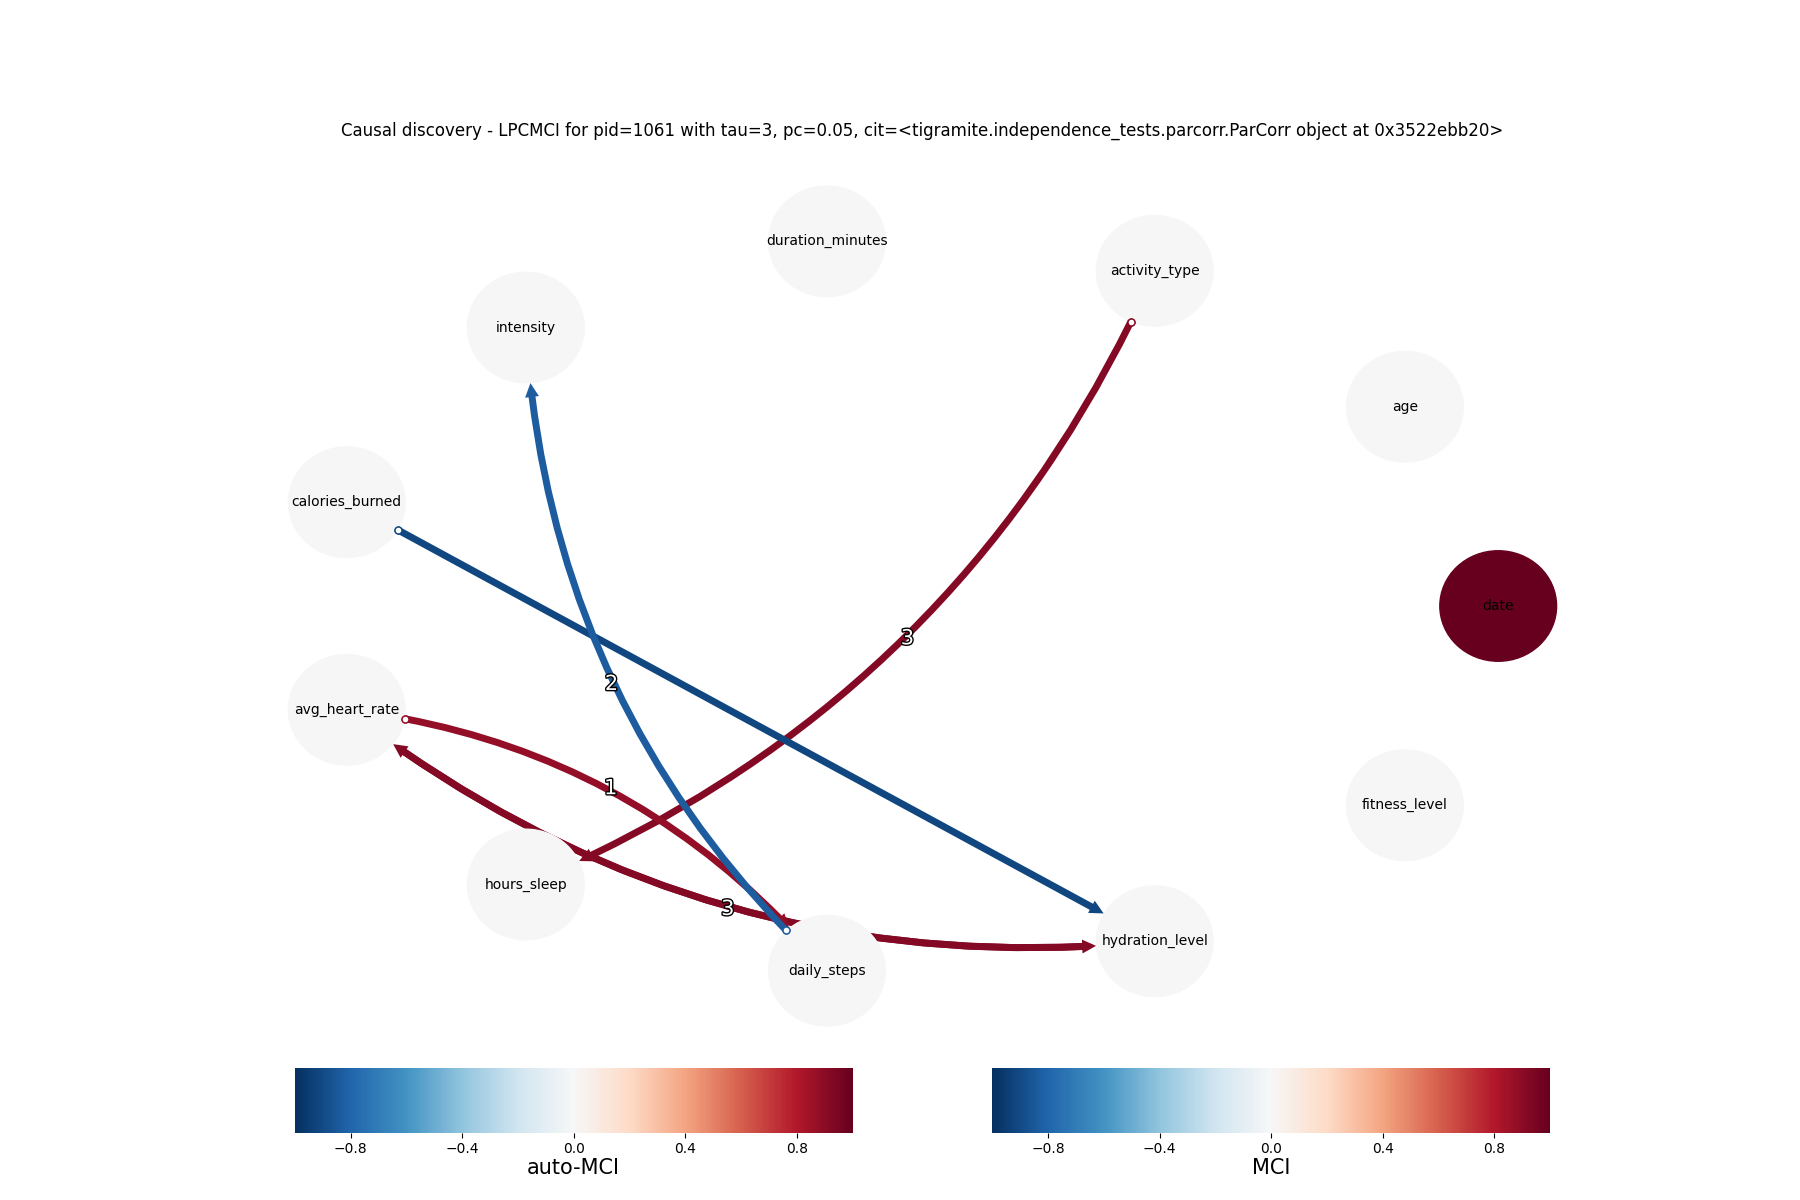 Causal discovery - LPCMCI for pid=1061 with tau=3, pc=0.05, cit=<tigramite.independence_tests.parcorr.ParCorr object at 0x3522ebb20>
duration_minutes
activity_type
intensity
age
calories_burned
date
3
2
avg_heart_rate
1
fitness_level
hours_sleep
3
hydration_level
daily_steps
−0.8 −0.4 0.0 0.4 0.8
auto-MCI
−0.8 −0.4 0.0 0.4 0.8
MCI